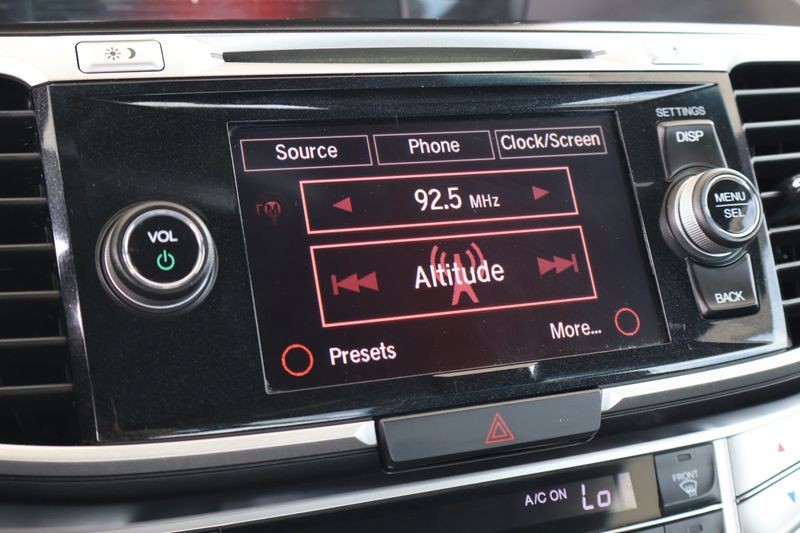 SETTINGS
DISP
Source
Phone
Clock/Screen
92.5 MHz
MENU
SEL
VOL
Altitude
BACK
Presets
More...
A/C ON
Lo
FRONT